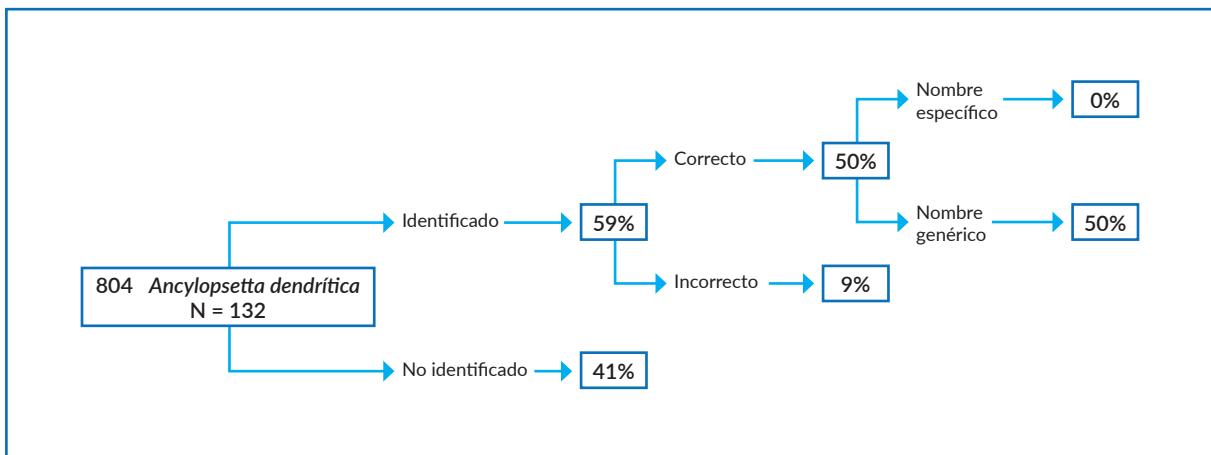 Nombre
específico
0%
Correcto
50%
Identificado
59%
Nombre
genérico
50%
804 Ancylopsetta dendrítica
N = 132
Incorrecto
9%
No identificado
41%